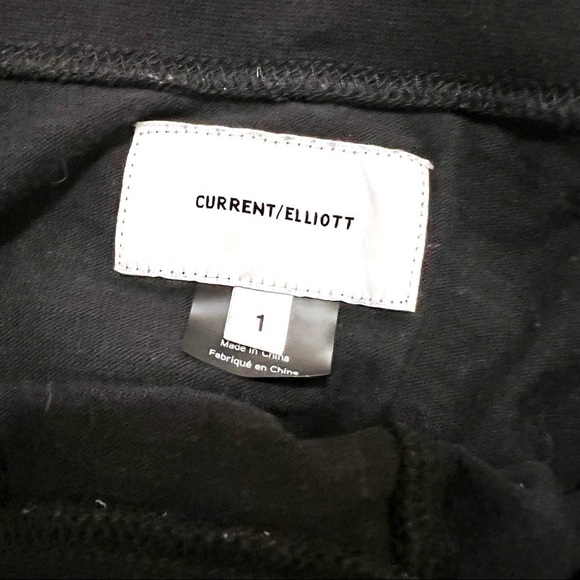 CURRENT/ELLIOTT
1
Made in China
Fabriqué en Chine